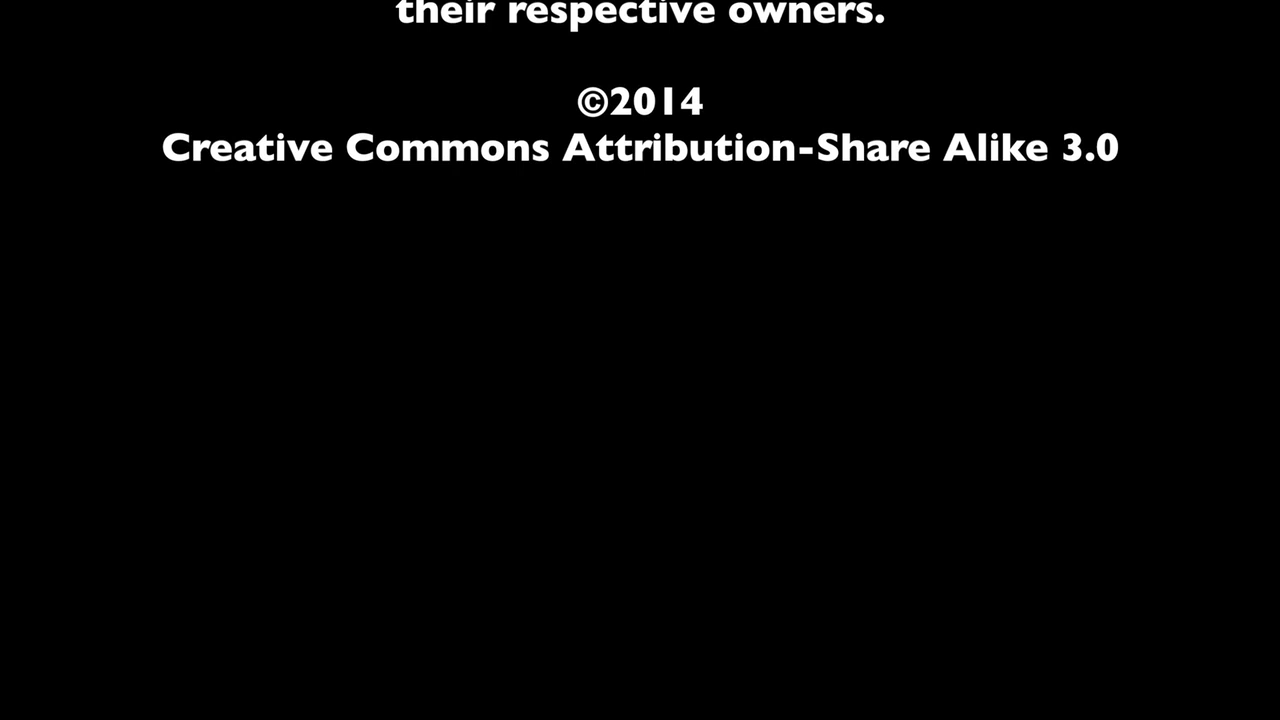 their respective owners.
©2014
Creative Commons Attribution-Share Alike 3.0